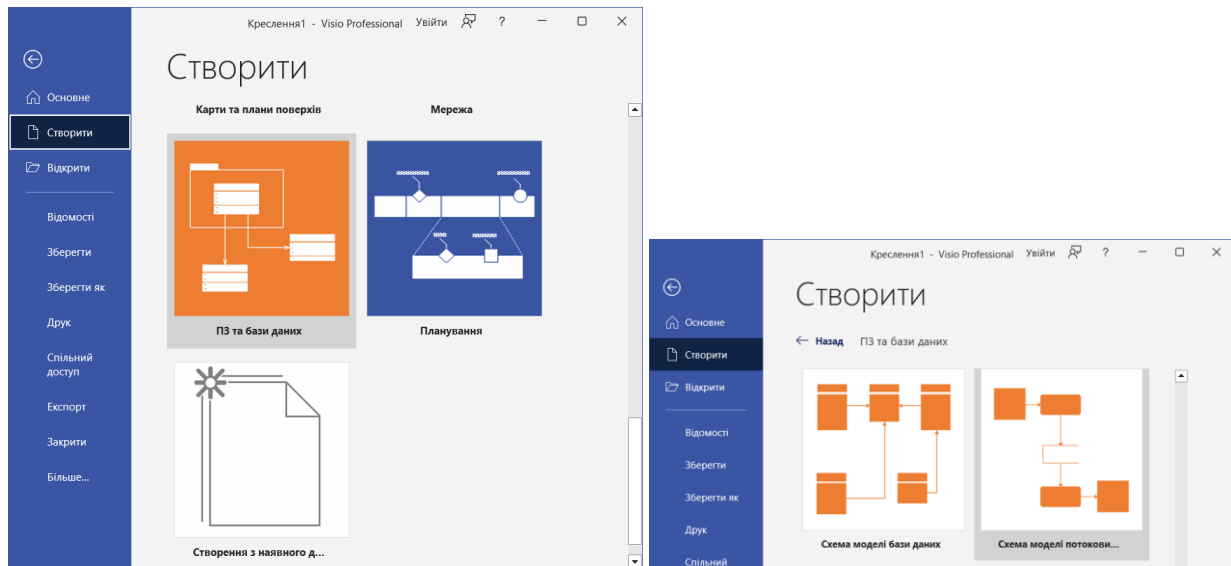 Креслення1 - Visio Professional Увійти ?
Створити
Основне
Створити
Відкрити
Відомості
Зберегти
Зберегти як
Друк
Спільний
доступ
Експорт
Закрити
Більше...
Карти та плани поверхів Мережа
ПЗ та бази даних Планування
Створення з наявного д...
Креслення1 - Visio Professional Увійти ?
Створити
Основне
Створити
Відкрити
Відомості
Зберегти
Зберегти як
Друк
Спільний
Назад ПЗ та бази даних
Схема моделі бази даних Схема моделі потокови...